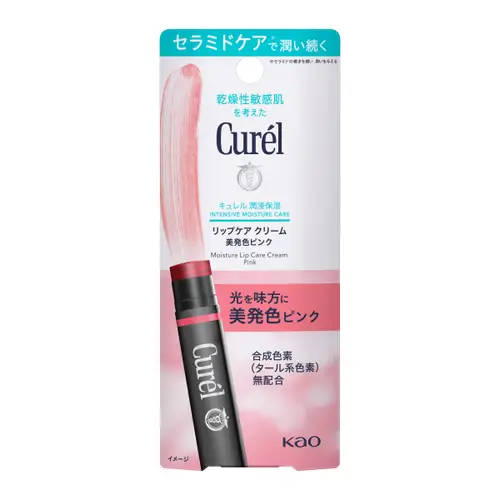 セラミドケア※で潤い続く
※セラミドの働きを補い、潤いを与える
乾燥性敏感肌
を考えた
Curél
キュレル 潤浸保湿
INTENSIVE MOISTURE CARE
リップケア クリーム
美発色ピンク
Moisture Lip Care Cream
Pink
光を味方に
美発色ピンク
合成色素
（タール系色素）
無配合
Curél
Kao
イメージ